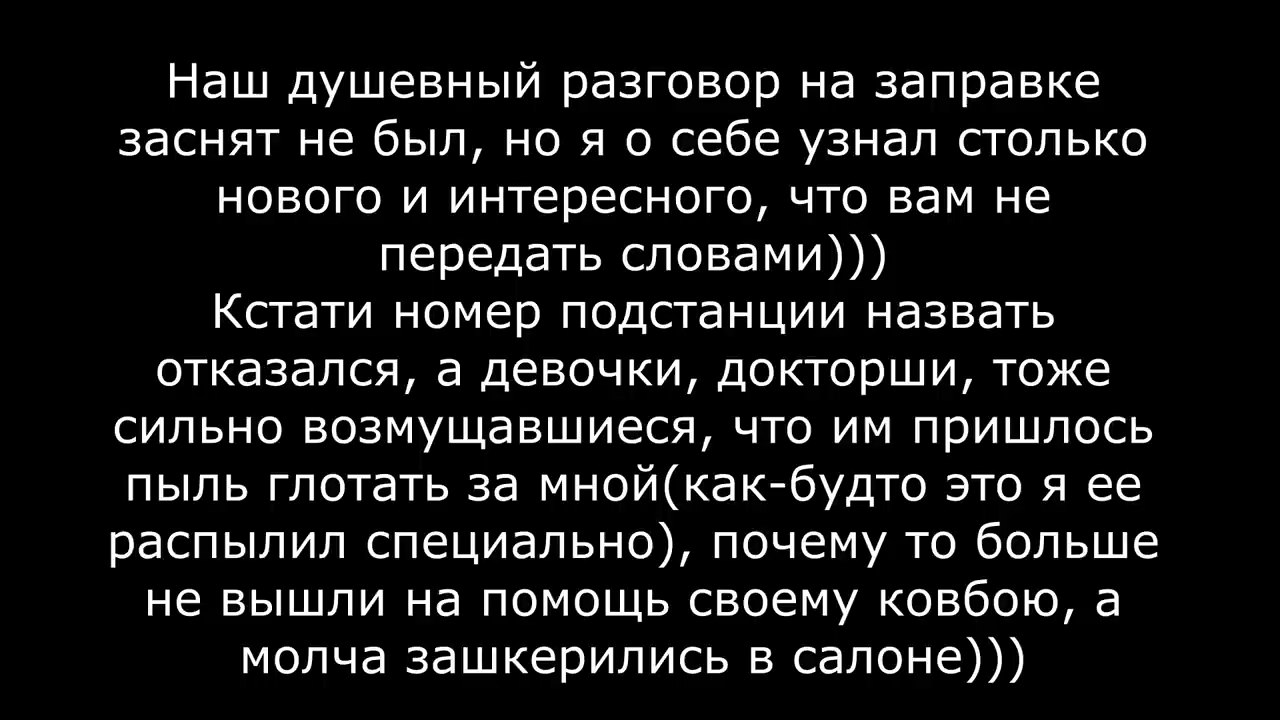 Наш душевный разговор на заправке
заснят не был, но я о себе узнал столько
нового и интересного, что вам не
передать словами)))
Кстати номер подстанции назвать
отказался, а девочки, докторши, тоже
сильно возмущавшиеся, что им пришлось
пыль глотать за мной(как-будто это я ее
распылил специально), почему то больше
не вышли на помощь своему ковбою, а
молча зашкерились в салоне)))